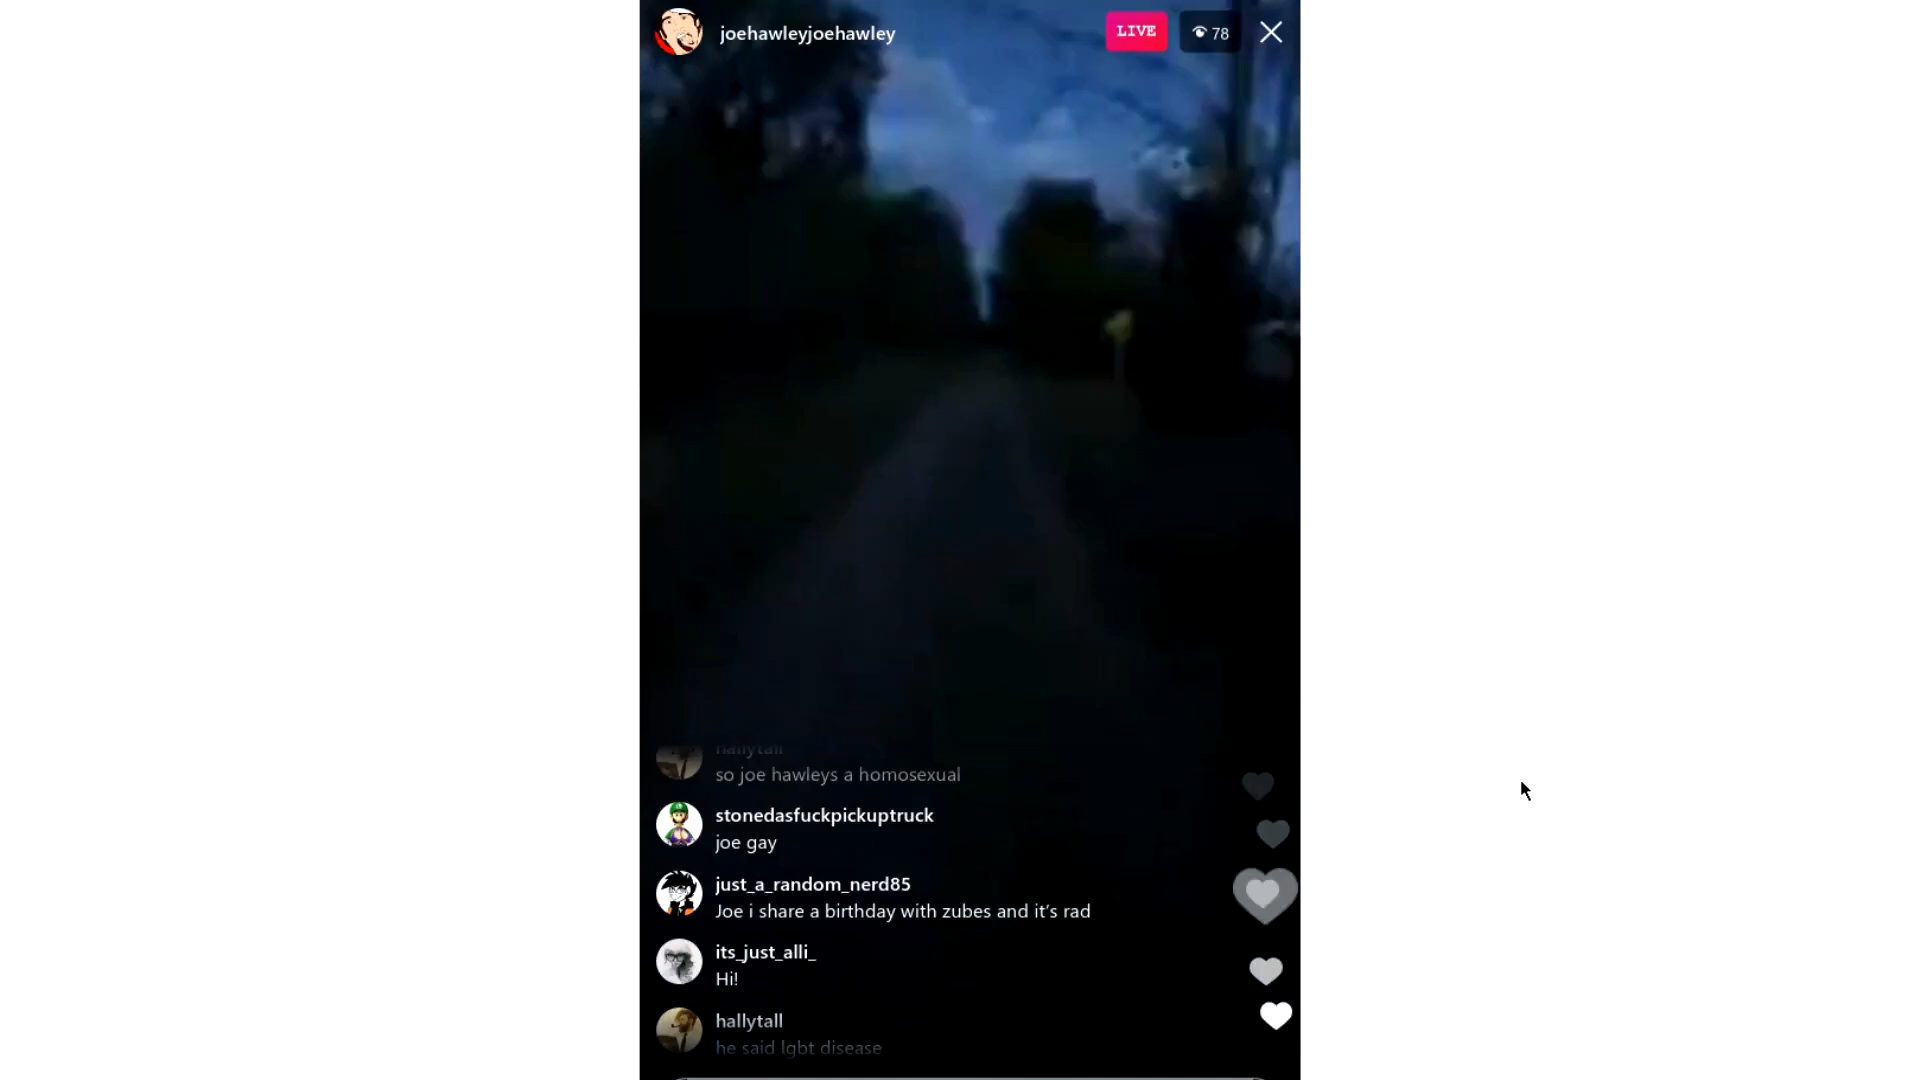 joehawleyjoehawley
LIVE
78
hallytall
so joe hawleys a homosexual
stonedasfuckpickuptruck
joe gay
just_a_random_nerd85
Joe i share a birthday with zubes and it’s rad
its_just_alli_
Hi!
hallytall
he said lgbt disease